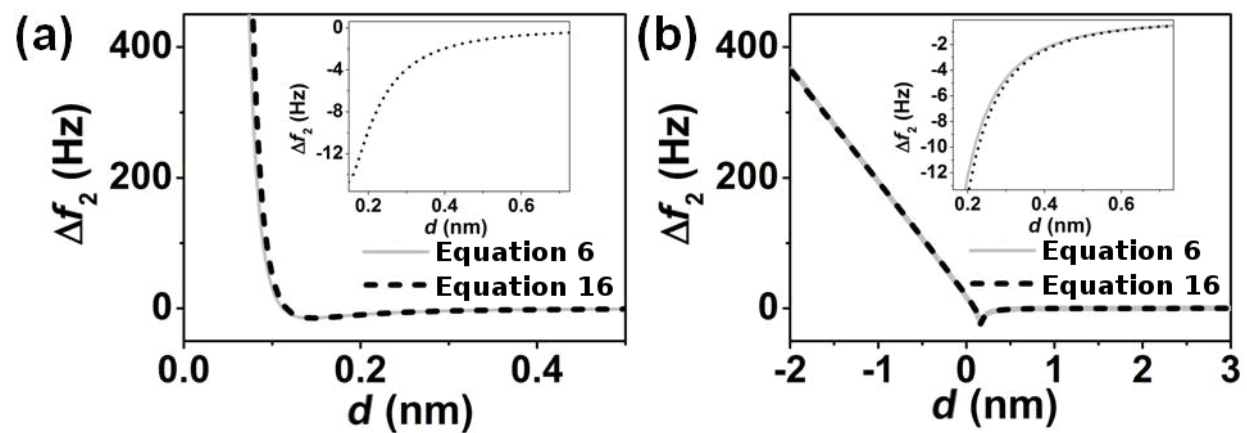 (a)
400
200
0
Δf₂ (Hz)
0.0 0.2 0.4
d (nm)
0
-4
-8
-12
Δf₂ (Hz)
0.2 0.4 0.6
d (nm)
Equation 6
Equation 16
(b)
400
200
0
Δf₂ (Hz)
-2 -1 0 1 2 3
d (nm)
-2
-4
-6
-8
-10
-12
Δf₂ (Hz)
0.2 0.4 0.6
d (nm)
Equation 6
Equation 16